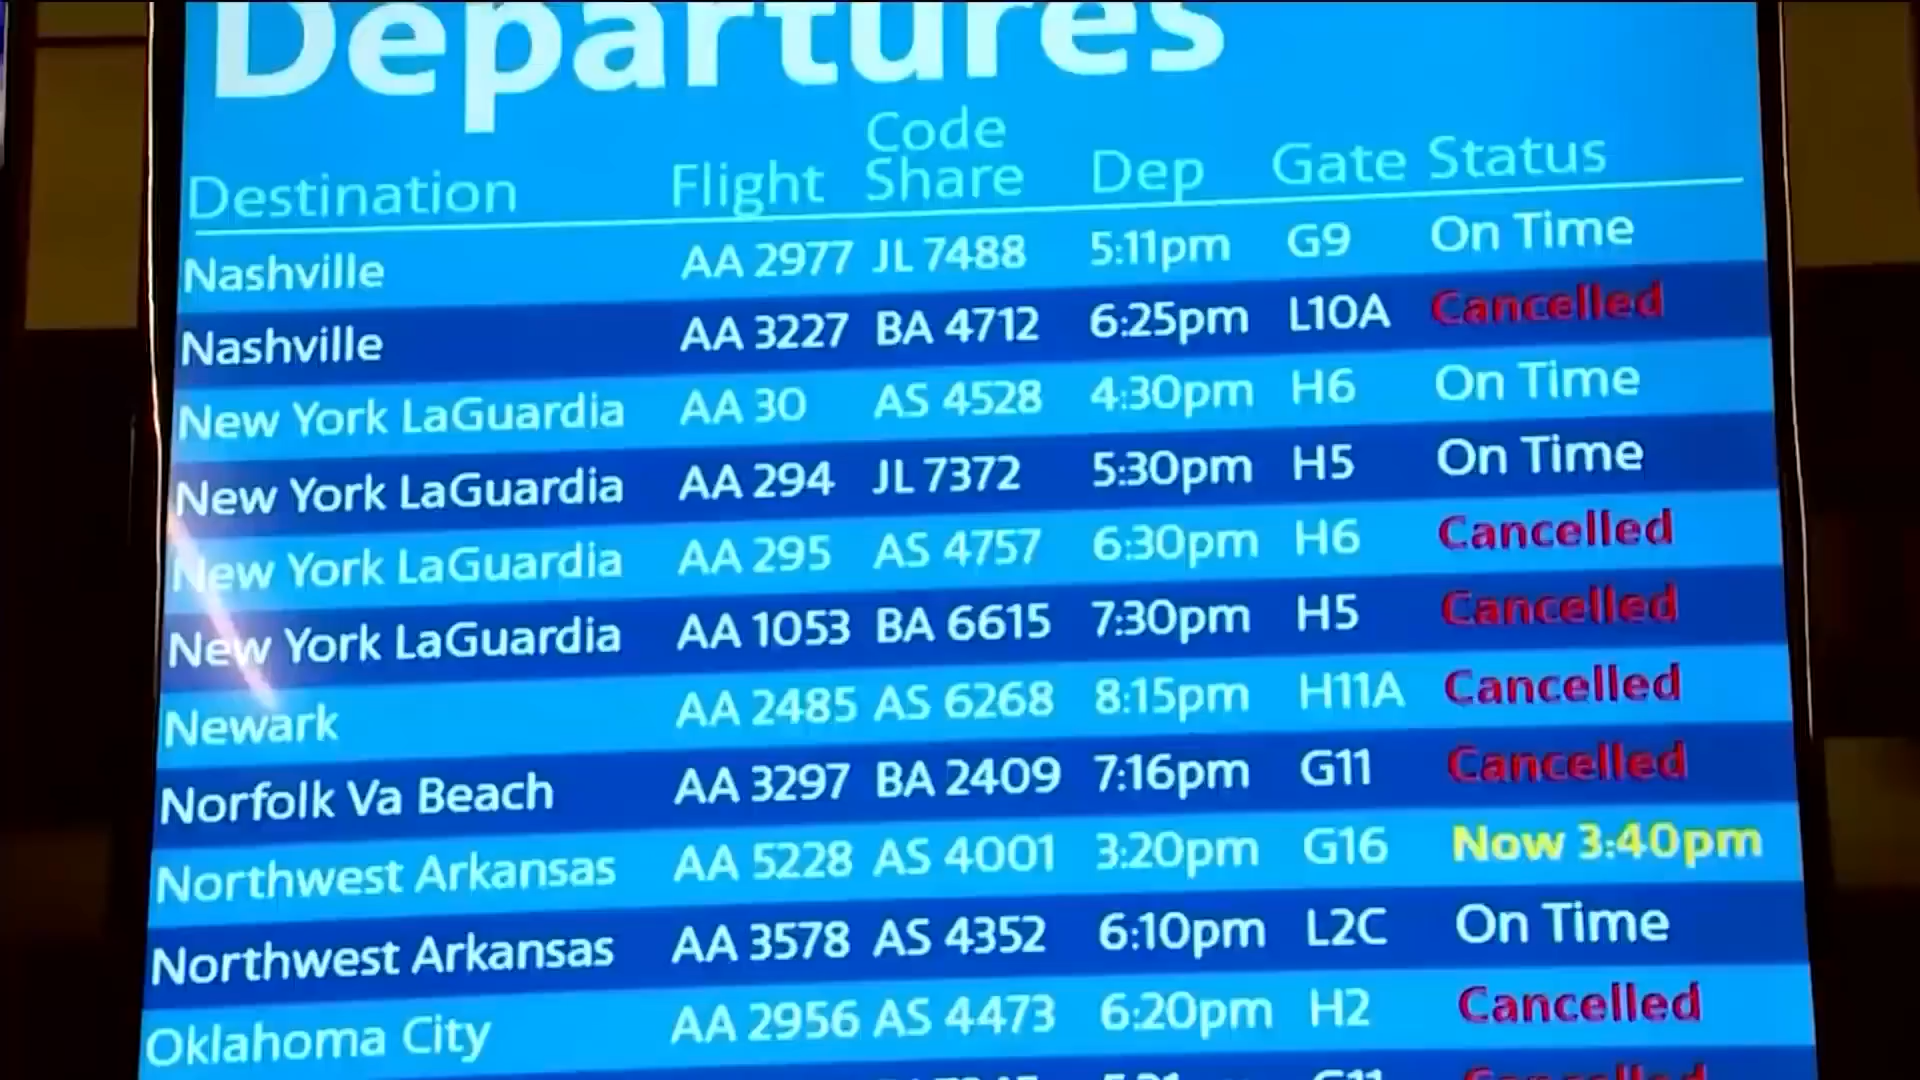 Departures
Destination Flight Code Share Dep Gate Status
Nashville AA 2977 JL 7488 5:11pm G9 On Time
Nashville AA 3227 BA 4712 6:25pm L10A Cancelled
New York LaGuardia AA 30 AS 4528 4:30pm H6 On Time
New York LaGuardia AA 294 JL 7372 5:30pm H5 On Time
New York LaGuardia AA 295 AS 4757 6:30pm H6 Cancelled
New York LaGuardia AA 1053 BA 6615 7:30pm H5 Cancelled
Newark AA 2485 AS 6268 8:15pm H11A Cancelled
Norfolk Va Beach AA 3297 BA 2409 7:16pm G11 Cancelled
Northwest Arkansas AA 5228 AS 4001 3:20pm G16 Now 3:40pm
Northwest Arkansas AA 3578 AS 4352 6:10pm L2C On Time
Oklahoma City AA 2956 AS 4473 6:20pm H2 Cancelled
G11 Cancelled